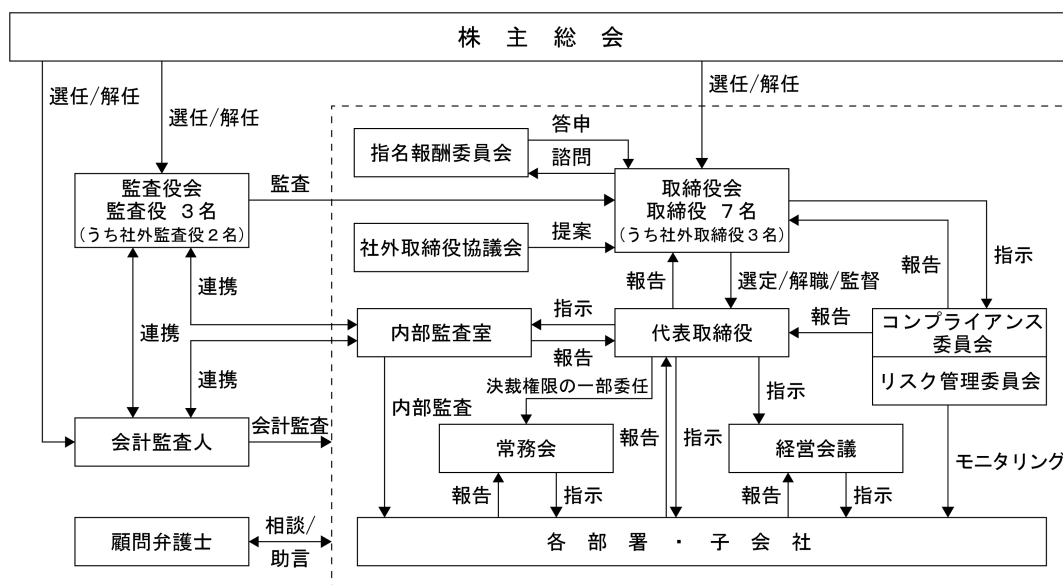 株 主 総 会
選任/解任
選任/解任
選任/解任
指名報酬委員会
答申
諮問
監査役会
監査役 3名
(うち社外監査役2名)
監査
取締役会
取締役 7名
(うち社外取締役3名)
社外取締役協議会
提案
報告
選定/解職/監督
報告
指示
連携
連携
連携
内部監査室
指示
報告
代表取締役
報告
コンプライアンス
委員会
リスク管理委員会
決裁権限の一部委任
指示
内部監査
会計監査人
会計監査
常務会
報告
指示
経営会議
モニタリング
報告
指示
報告
指示
顧問弁護士
相談/
助言
各 部 署 ・ 子 会 社